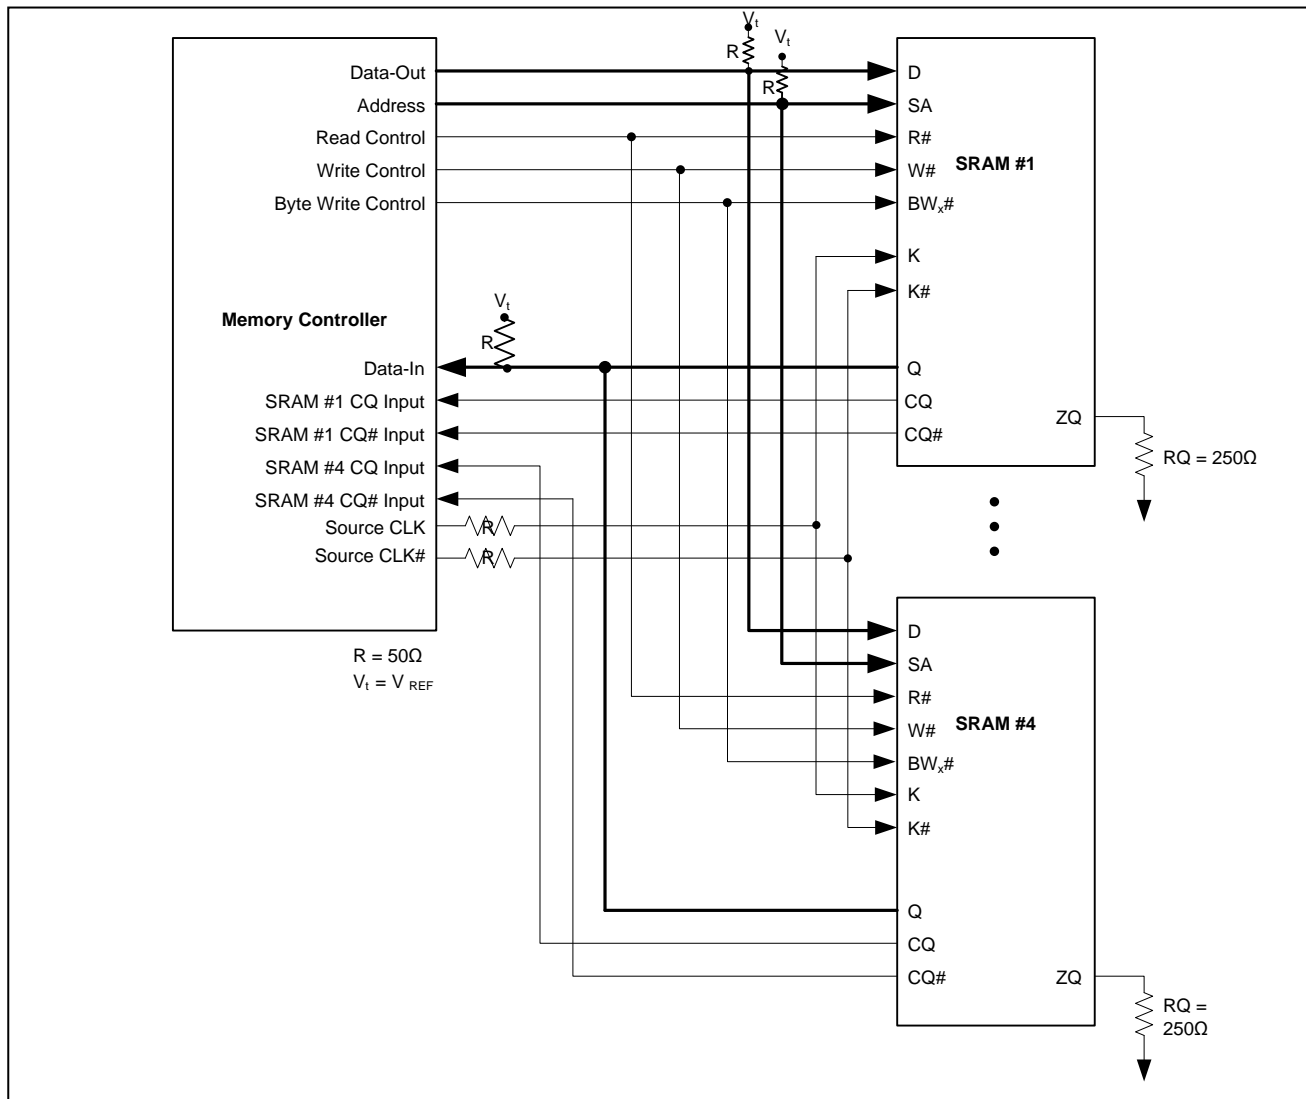 Vt
Vt
R
R
Data-Out
Address
Read Control
Write Control
Byte Write Control
Memory Controller
Vt
R
Data-In
SRAM #1 CQ Input
SRAM #1 CQ# Input
SRAM #4 CQ Input
SRAM #4 CQ# Input
Source CLK
R
Source CLK#
R
R = 50Ω
Vt = V REF
D
SA
R#
W#
SRAM #1
BWx#
K
K#
Q
CQ
CQ#
ZQ
RQ = 250Ω
D
SA
R#
W#
SRAM #4
BWx#
K
K#
Q
CQ
CQ#
ZQ
RQ =
250Ω